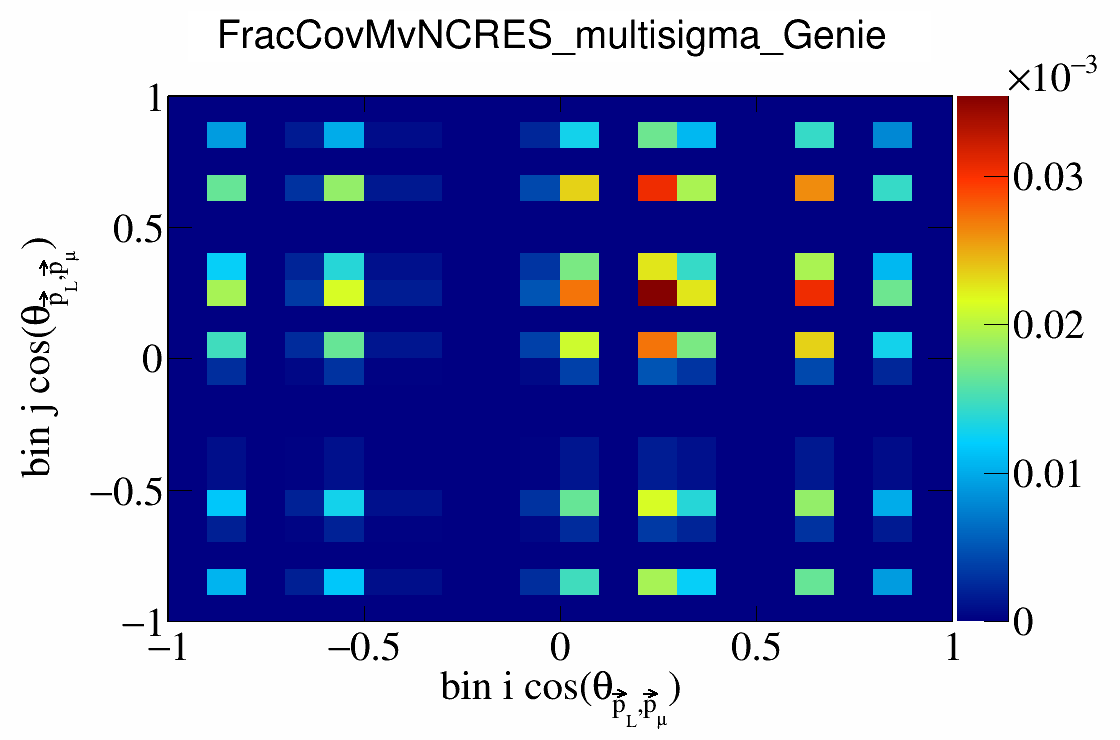 FracCovMvNCRES_multisigma_Genie
×10⁻³
1
0.5
0
−0.5
−1
bin j cos(θ_{p⃗_L,p⃗_μ})
0.03
0.02
0.01
0
−1 −0.5 0 0.5 1
bin i cos(θ_{p⃗_L,p⃗_μ})